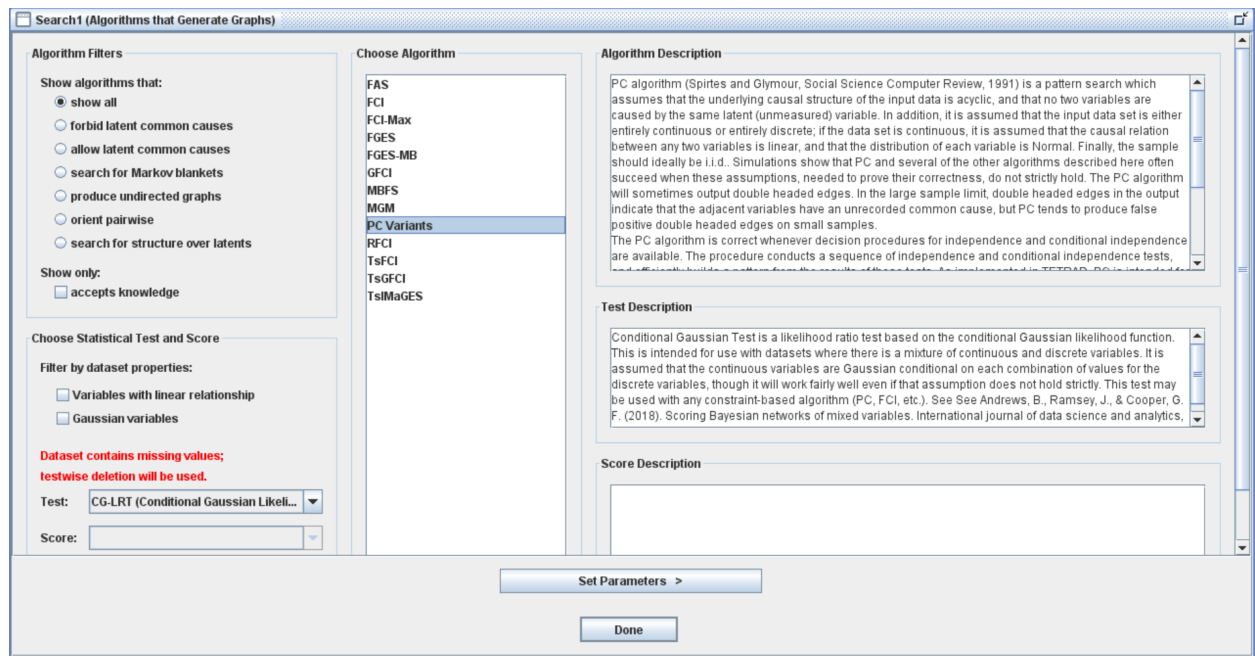 Search1 (Algorithms that Generate Graphs)
Algorithm Filters
Show algorithms that:
show all
forbid latent common causes
allow latent common causes
search for Markov blankets
produce undirected graphs
orient pairwise
search for structure over latents
Show only:
accepts knowledge
Choose Statistical Test and Score
Filter by dataset properties:
Variables with linear relationship
Gaussian variables
Dataset contains missing values;
testwise deletion will be used.
Test: CG-LRT (Conditional Gaussian Likeli...
Score:
Choose Algorithm
FAS
FCI
FCI-Max
FGES
FGES-MB
GFCI
MBFS
MGM
PC Variants
RFCI
TsFCI
TsGFCI
TsIMaGES
Algorithm Description
PC algorithm (Spirtes and Glymour, Social Science Computer Review, 1991) is a pattern search which
assumes that the underlying causal structure of the input data is acyclic, and that no two variables are
caused by the same latent (unmeasured) variable. In addition, it is assumed that the input data set is either
entirely continuous or entirely discrete; if the data set is continuous, it is assumed that the causal relation
between any two variables is linear, and that the distribution of each variable is Normal. Finally, the sample
should ideally be i.i.d.. Simulations show that PC and several of the other algorithms described here often
succeed when these assumptions, needed to prove their correctness, do not strictly hold. The PC algorithm
will sometimes output double headed edges. In the large sample limit, double headed edges in the output
indicate that the adjacent variables have an unrecorded common cause, but PC tends to produce false
positive double headed edges on small samples.
The PC algorithm is correct whenever decision procedures for independence and conditional independence
are available. The procedure conducts a sequence of independence and conditional independence tests,
and efficiently builds a pattern from the results of those tests. As implemented in TETRAD, PC is intended for
Test Description
Conditional Gaussian Test is a likelihood ratio test based on the conditional Gaussian likelihood function.
This is intended for use with datasets where there is a mixture of continuous and discrete variables. It is
assumed that the continuous variables are Gaussian conditional on each combination of values for the
discrete variables, though it will work fairly well even if that assumption does not hold strictly. This test may
be used with any constraint-based algorithm (PC, FCI, etc.). See See Andrews, B., Ramsey, J., & Cooper, G.
F. (2018). Scoring Bayesian networks of mixed variables. International journal of data science and analytics,
Score Description
Set Parameters >
Done